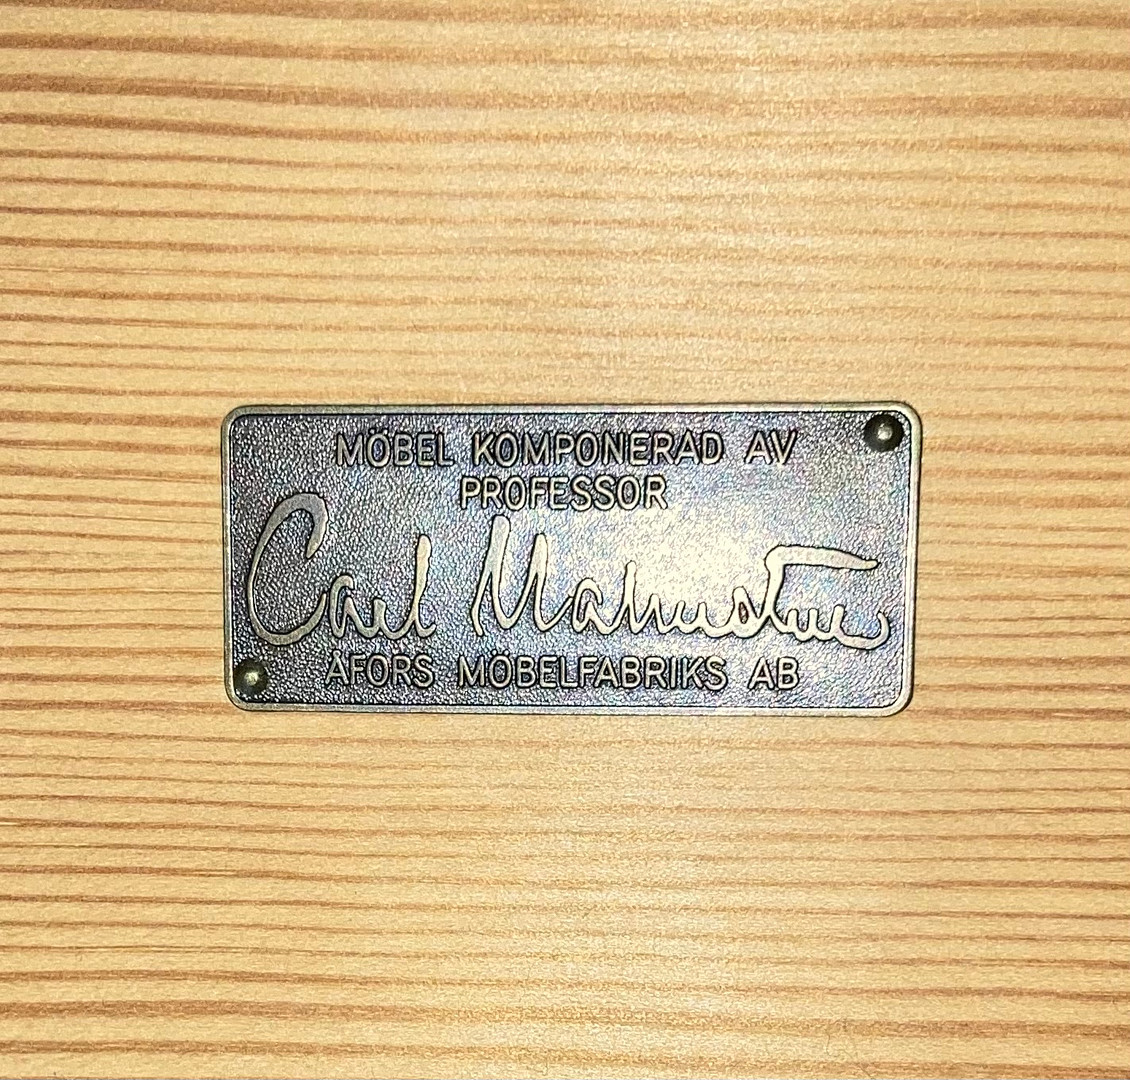 MÖBEL KOMPONERAD AV
PROFESSOR
Carl Malmsten
ÅFORS MÖBELFABRIKS AB